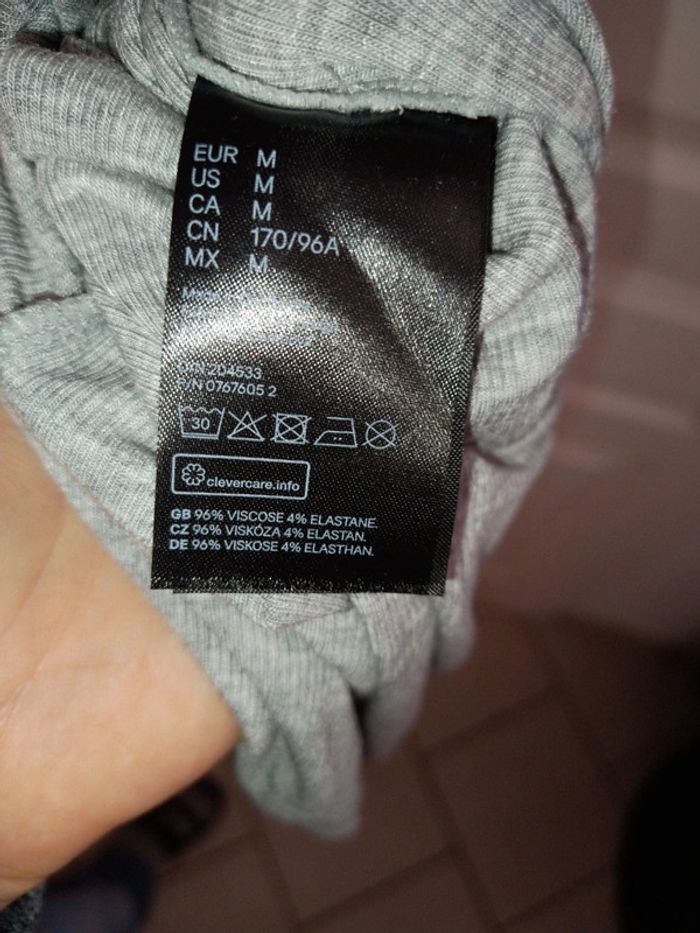 EUR M
US M
CA M
CN 170/96A
MX M
O/N 204533
P/N 0767605 2
30
clevercare.info
GB 96% VISCOSE 4% ELASTANE.
CZ 96% VISKÓZA 4% ELASTAN.
DE 96% VISKOSE 4% ELASTHAN.